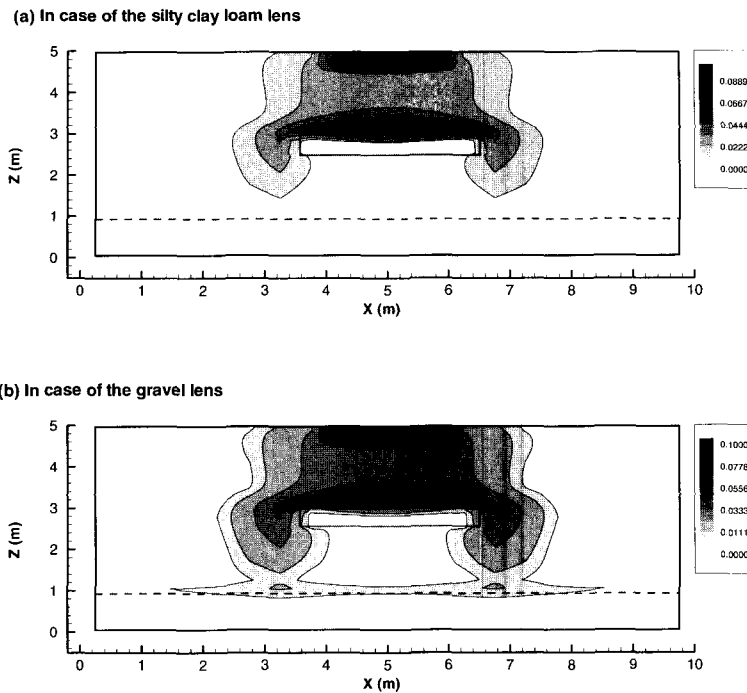 (a) In case of the silty clay loam lens
5
4
3
2
1
0
Z (m)
0 1 2 3 4 5 6 7 8 9 10
X (m)
0.0889
0.0667
0.0444
0.0222
0.0000
(b) In case of the gravel lens
5
4
3
2
1
0
Z (m)
0 1 2 3 4 5 6 7 8 9 10
X (m)
0.1000
0.0778
0.0556
0.0333
0.0111
0.0000